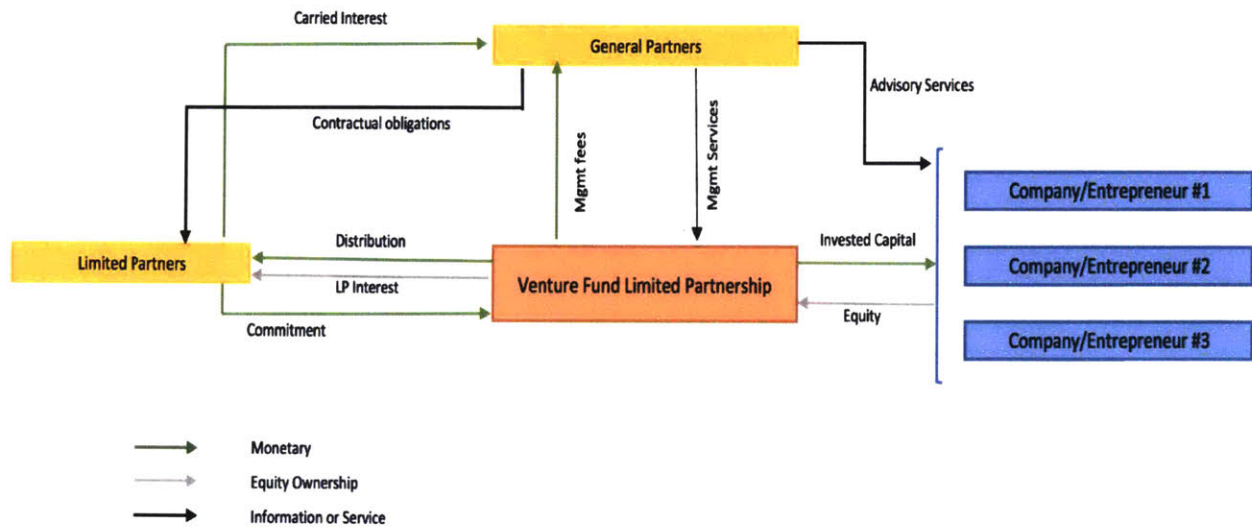 Carried Interest
General Partners
Advisory Services
Contractual obligations
Mgmt fees
Mgmt Services
Company/Entrepreneur #1
Distribution
Invested Capital
Limited Partners
LP Interest
Venture Fund Limited Partnership
Company/Entrepreneur #2
Commitment
Equity
Company/Entrepreneur #3
Monetary
Equity Ownership
Information or Service